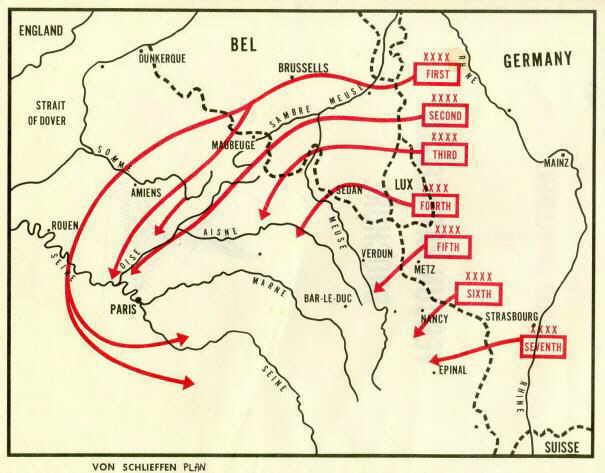 ENGLAND
BEL
GERMANY
DUNKERQUE
BRUSSELLS
XXXX
FIRST
RHINE
STRAIT
OF DOVER
SAMBRE
MEUSE
XXXX
SECOND
MAUBEUGE
XXXX
THIRD
MAINZ
SOMME
AMIENS
SEDAN
LUX
XXXX
FOURTH
ROUEN
SEINE
OISE
AISNE
MEUSE
VERDUN
XXXX
FIFTH
METZ
PARIS
MARNE
BAR-LE-DUC
XXXX
SIXTH
NANCY
STRASBOURG
XXXX
SEVENTH
EPINAL
SEINE
RHINE
SUISSE
VON SCHLIEFFEN PLAN